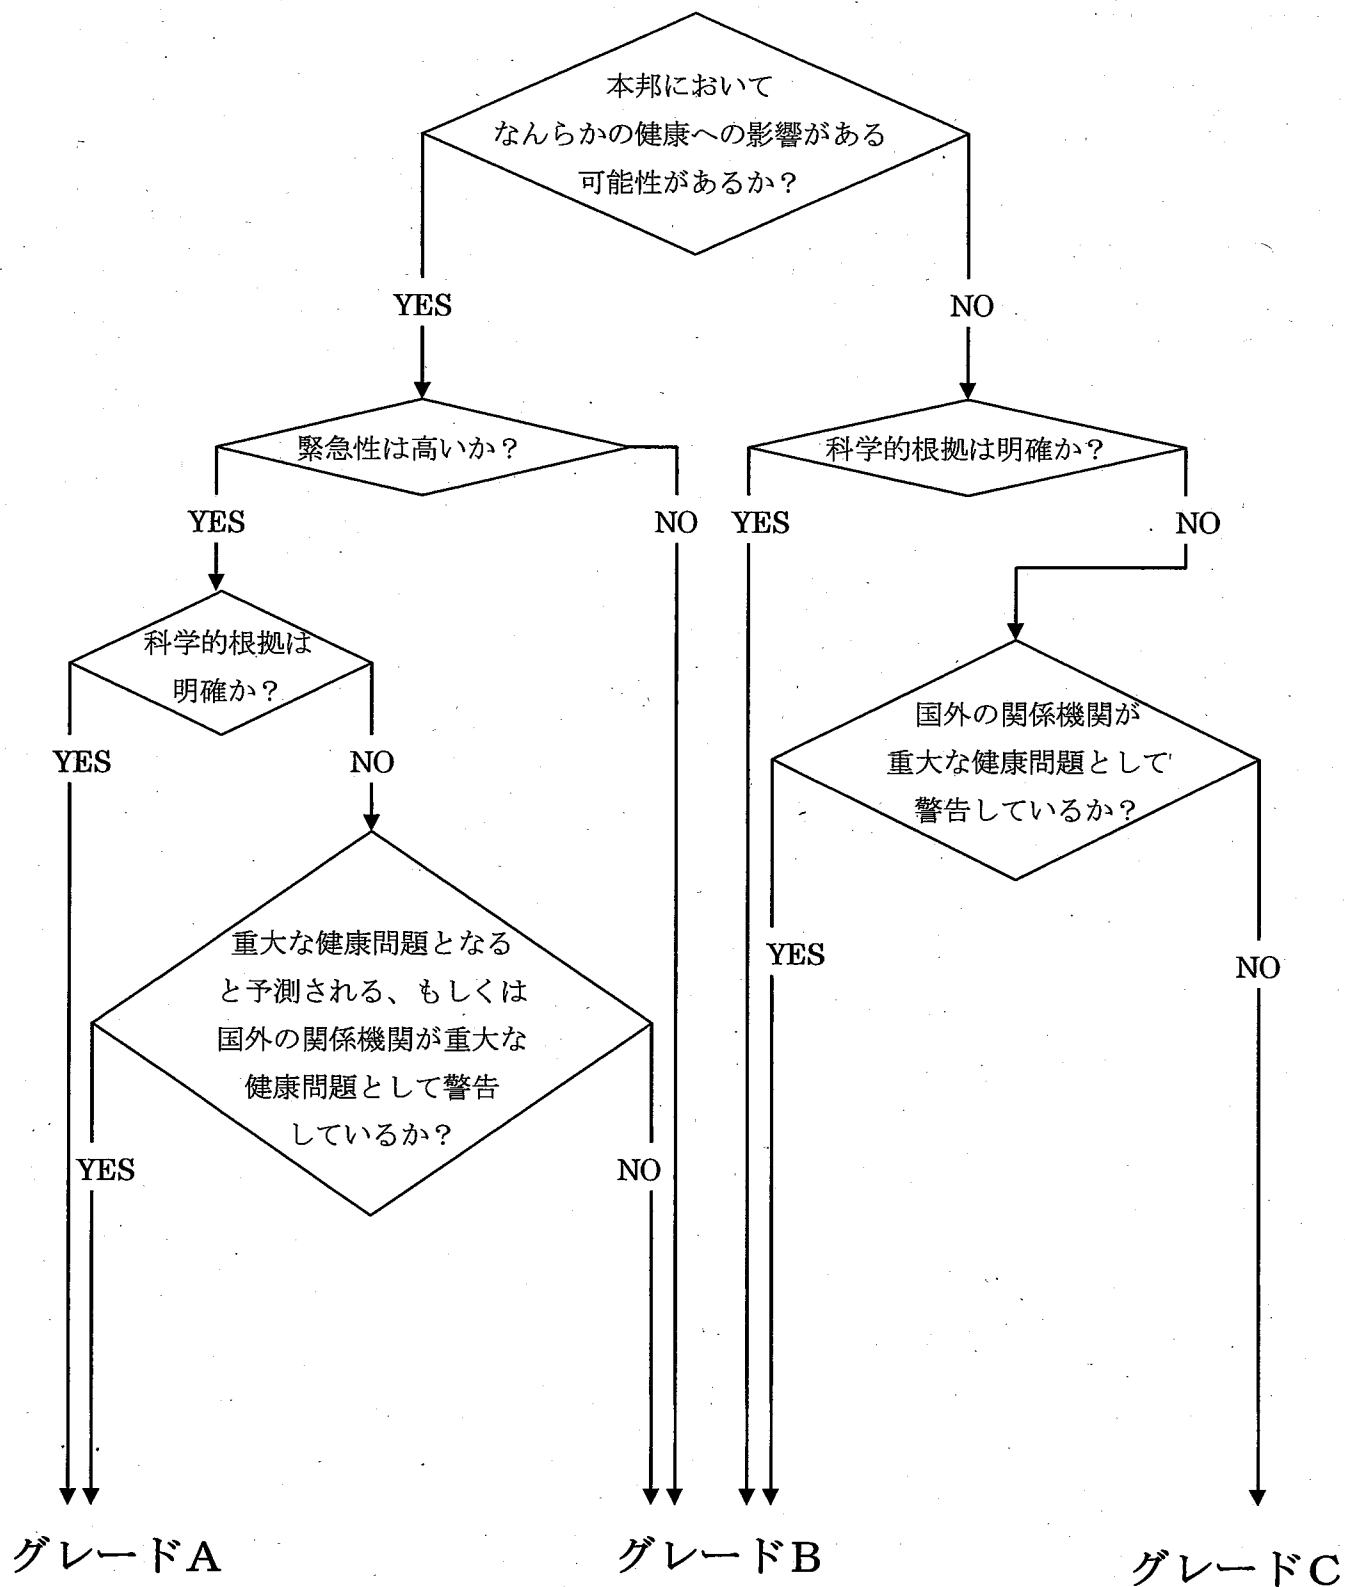 本邦において
なんらかの健康への影響がある
可能性があるか？
YES
NO
緊急性は高いか？
科学的根拠は明確か？
YES
NO
YES
NO
科学的根拠は
明確か？
国外の関係機関が
重大な健康問題として
警告しているか？
YES
NO
重大な健康問題となる
と予測される、もしくは
国外の関係機関が重大な
健康問題として警告
しているか？
YES
NO
YES
NO
グレードA
グレードB
グレードC